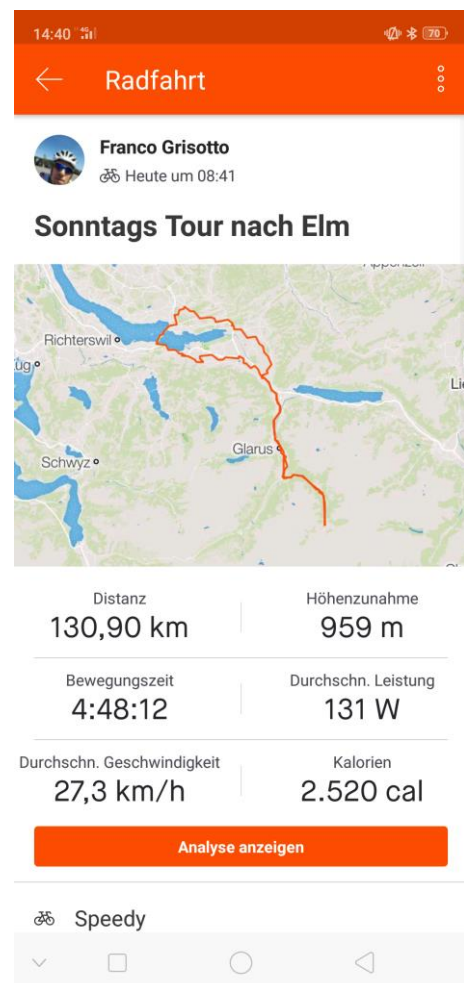 14:40 4G 70
Radfahrt
Franco Grisotto
Heute um 08:41
Sonntags Tour nach Elm
Richterswil
ug
Schwyz
Glarus
Distanz Höhenzunahme
130,90 km 959 m
Bewegungszeit Durchschn. Leistung
4:48:12 131 W
Durchschn. Geschwindigkeit Kalorien
27,3 km/h 2.520 cal
Analyse anzeigen
Speedy